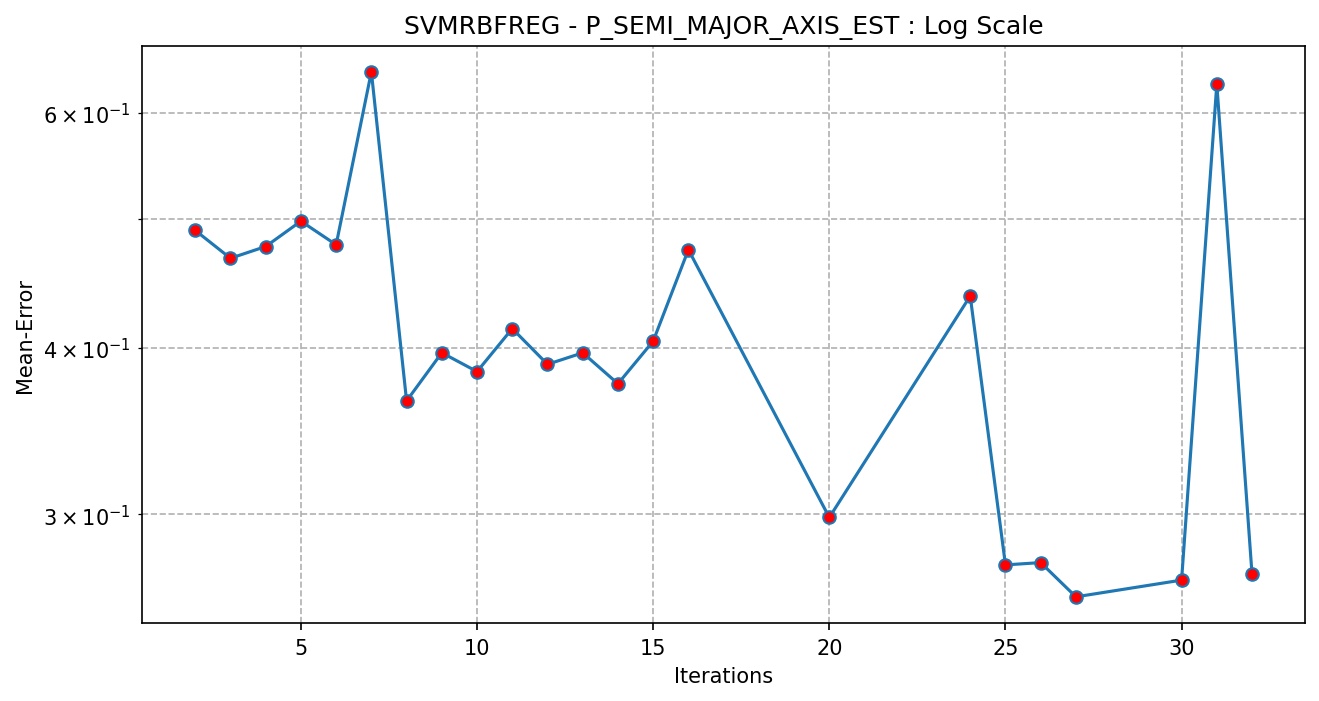 SVMRBFREG - P_SEMI_MAJOR_AXIS_EST : Log Scale
6 × 10⁻¹
4 × 10⁻¹
3 × 10⁻¹
Mean-Error
5 10 15 20 25 30
Iterations